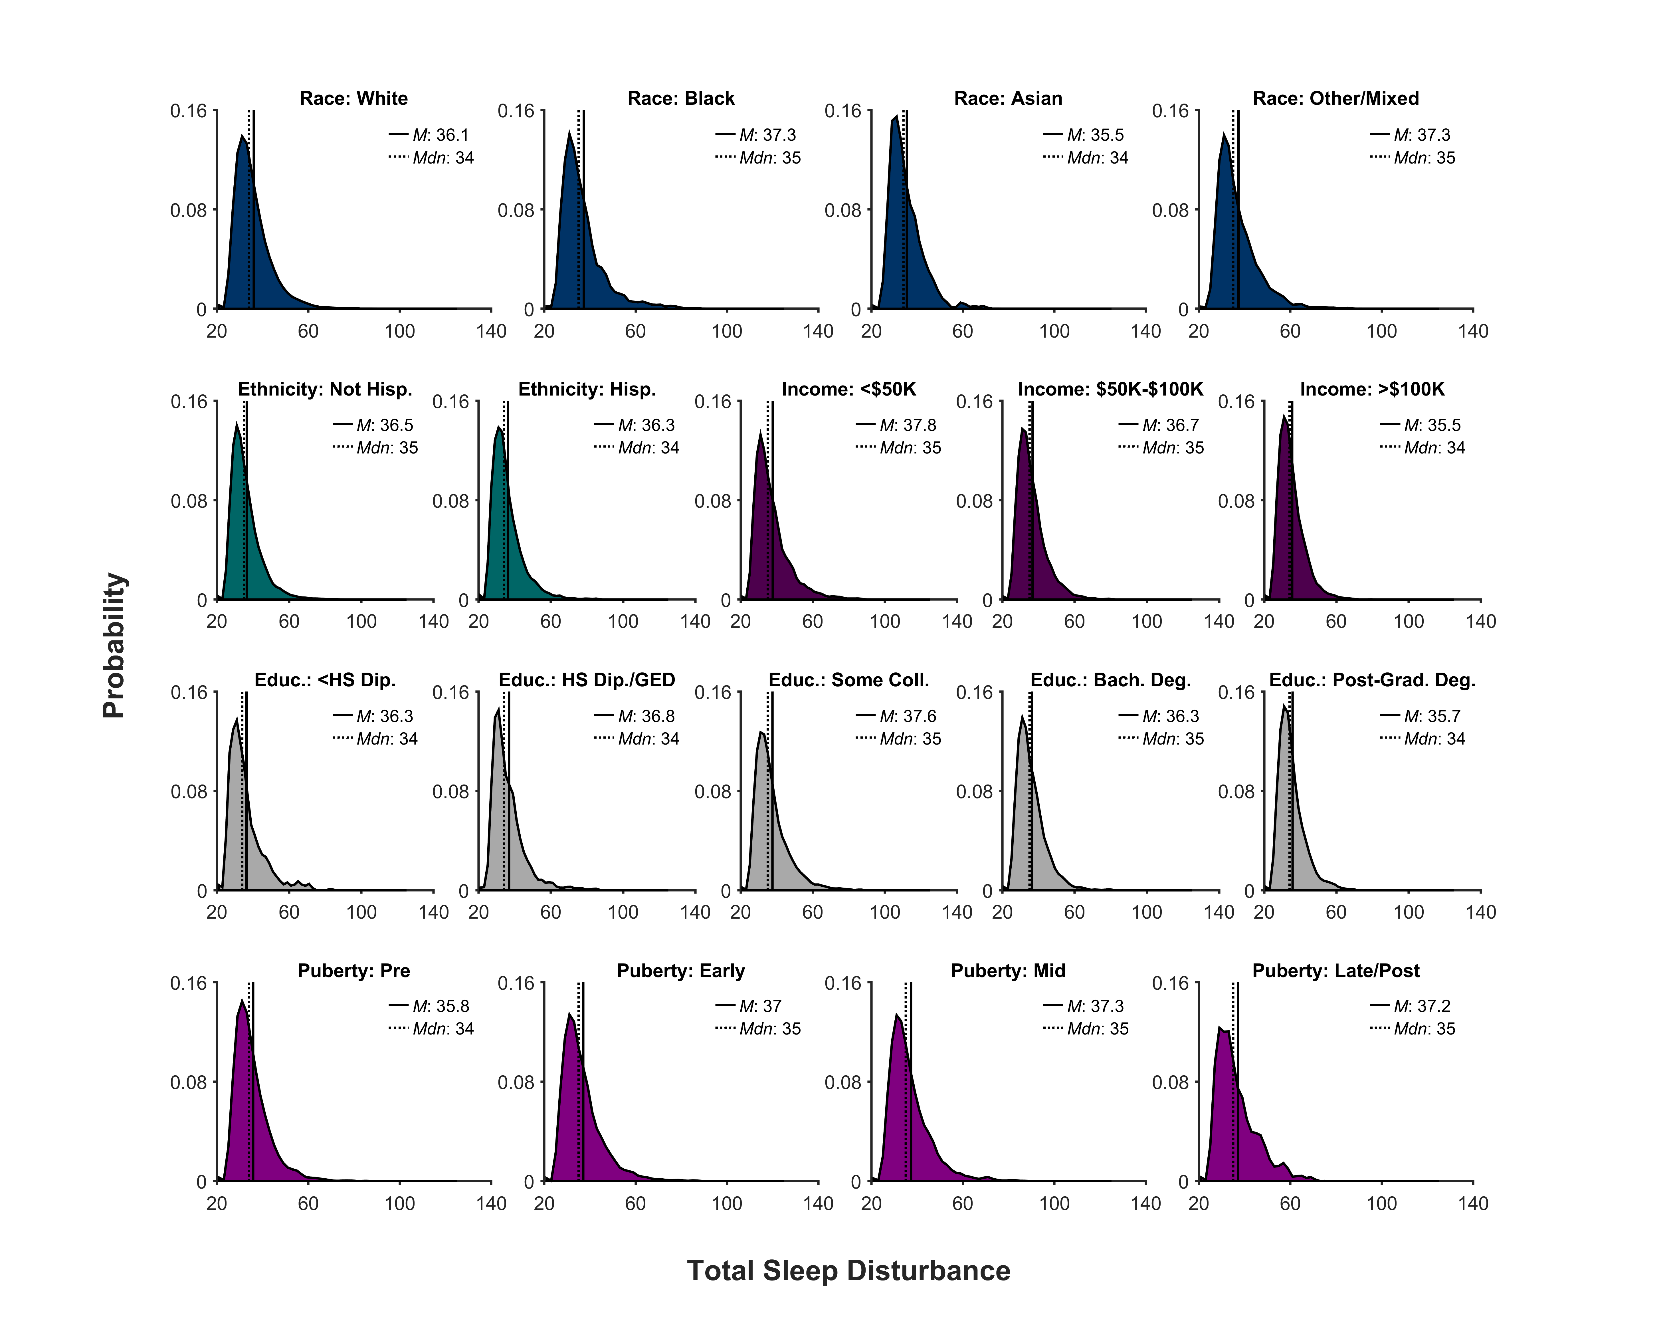 Race: White
Race: Black
Race: Asian
Race: Other/Mixed
0.16
0.08
0
M: 36.1
Mdn: 34
20 60 100 140
0.16
0.08
0
M: 37.3
Mdn: 35
20 60 100 140
0.16
0.08
0
M: 35.5
Mdn: 34
20 60 100 140
0.16
0.08
0
M: 37.3
Mdn: 35
20 60 100 140
Ethnicity: Not Hisp.
Ethnicity: Hisp.
Income: <$50K
Income: $50K-$100K
Income: >$100K
0.16
0.08
0
M: 36.5
Mdn: 35
20 60 100 140
0.16
0.08
0
M: 36.3
Mdn: 34
20 60 100 140
0.16
0.08
0
M: 37.8
Mdn: 35
20 60 100 140
0.16
0.08
0
M: 36.7
Mdn: 35
20 60 100 140
0.16
0.08
0
M: 35.5
Mdn: 34
20 60 100 140
Probability
Educ.: <HS Dip.
Educ.: HS Dip./GED
Educ.: Some Coll.
Educ.: Bach. Deg.
Educ.: Post-Grad. Deg.
0.16
0.08
0
M: 36.3
Mdn: 34
20 60 100 140
0.16
0.08
0
M: 36.8
Mdn: 34
20 60 100 140
0.16
0.08
0
M: 37.6
Mdn: 35
20 60 100 140
0.16
0.08
0
M: 36.3
Mdn: 35
20 60 100 140
0.16
0.08
0
M: 35.7
Mdn: 34
20 60 100 140
Puberty: Pre
Puberty: Early
Puberty: Mid
Puberty: Late/Post
0.16
0.08
0
M: 35.8
Mdn: 34
20 60 100 140
0.16
0.08
0
M: 37
Mdn: 35
20 60 100 140
0.16
0.08
0
M: 37.3
Mdn: 35
20 60 100 140
0.16
0.08
0
M: 37.2
Mdn: 35
20 60 100 140
Total Sleep Disturbance